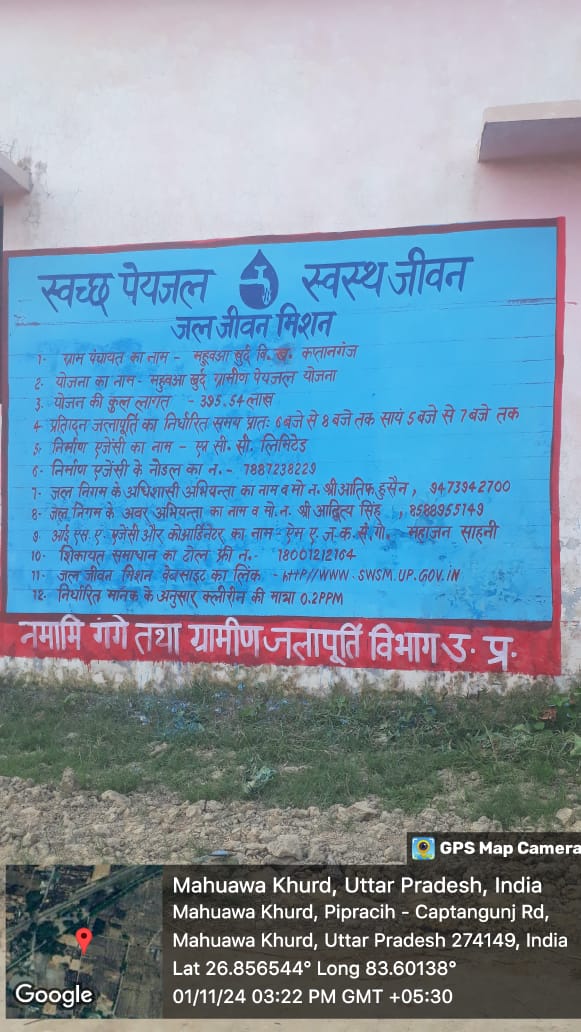 स्वच्छ पेयजल स्वस्थ जीवन
जल जीवन मिशन
1- ग्राम पंचायत का नाम - महुवआ खुर्द वि. ख. कप्तानगंज
2. योजना का नाम - महुवआ खुर्द ग्रामीण पेयजल योजना
3. योजन की कुल लागत - 395.54 लाख
4 प्रतिदिन जलापूर्ति का निर्धारित समय प्रातः 6 बजे से 8 बजे तक सायं 5 बजे से 7 बजे तक
5. निर्माण एजेंसी का नाम - एन सी. सी. लिमिटेड
6- निर्माण एजेंसी के नोडल का न. - 7887238229
7- जल निगम के अधिशासी अभियन्ता का नाम व मो न. श्री आतिफ हुसैन, 9473942700
8- जल निगम के अवर अभियन्ता का नाम व मो. न. श्री आदित्य सिंह, 8588955149
9 आई एस. ए. एजेंसी और कोआर्डिनेटर का नाम - ऐम ए. ज. क. से. पी. - महाजन साहनी
10- शिकायत समाधान का टोल फ्री न.- 18001212164
11- जल जीवन मिशन वेबसाइट का लिंक - HTTP//WWW.SWSM.UP.GOV.IN
12. निर्धारित मानक के अनुसार क्लोरीन की मात्रा 0.2PPM
नमामि गंगे तथा ग्रामीण जलापूर्ति विभाग उ. प्र.
GPS Map Camera
Mahuawa Khurd, Uttar Pradesh, India
Mahuawa Khurd, Pipracih - Captangunj Rd,
Mahuawa Khurd, Uttar Pradesh 274149, India
Lat 26.856544° Long 83.60138°
01/11/24 03:22 PM GMT +05:30
Google